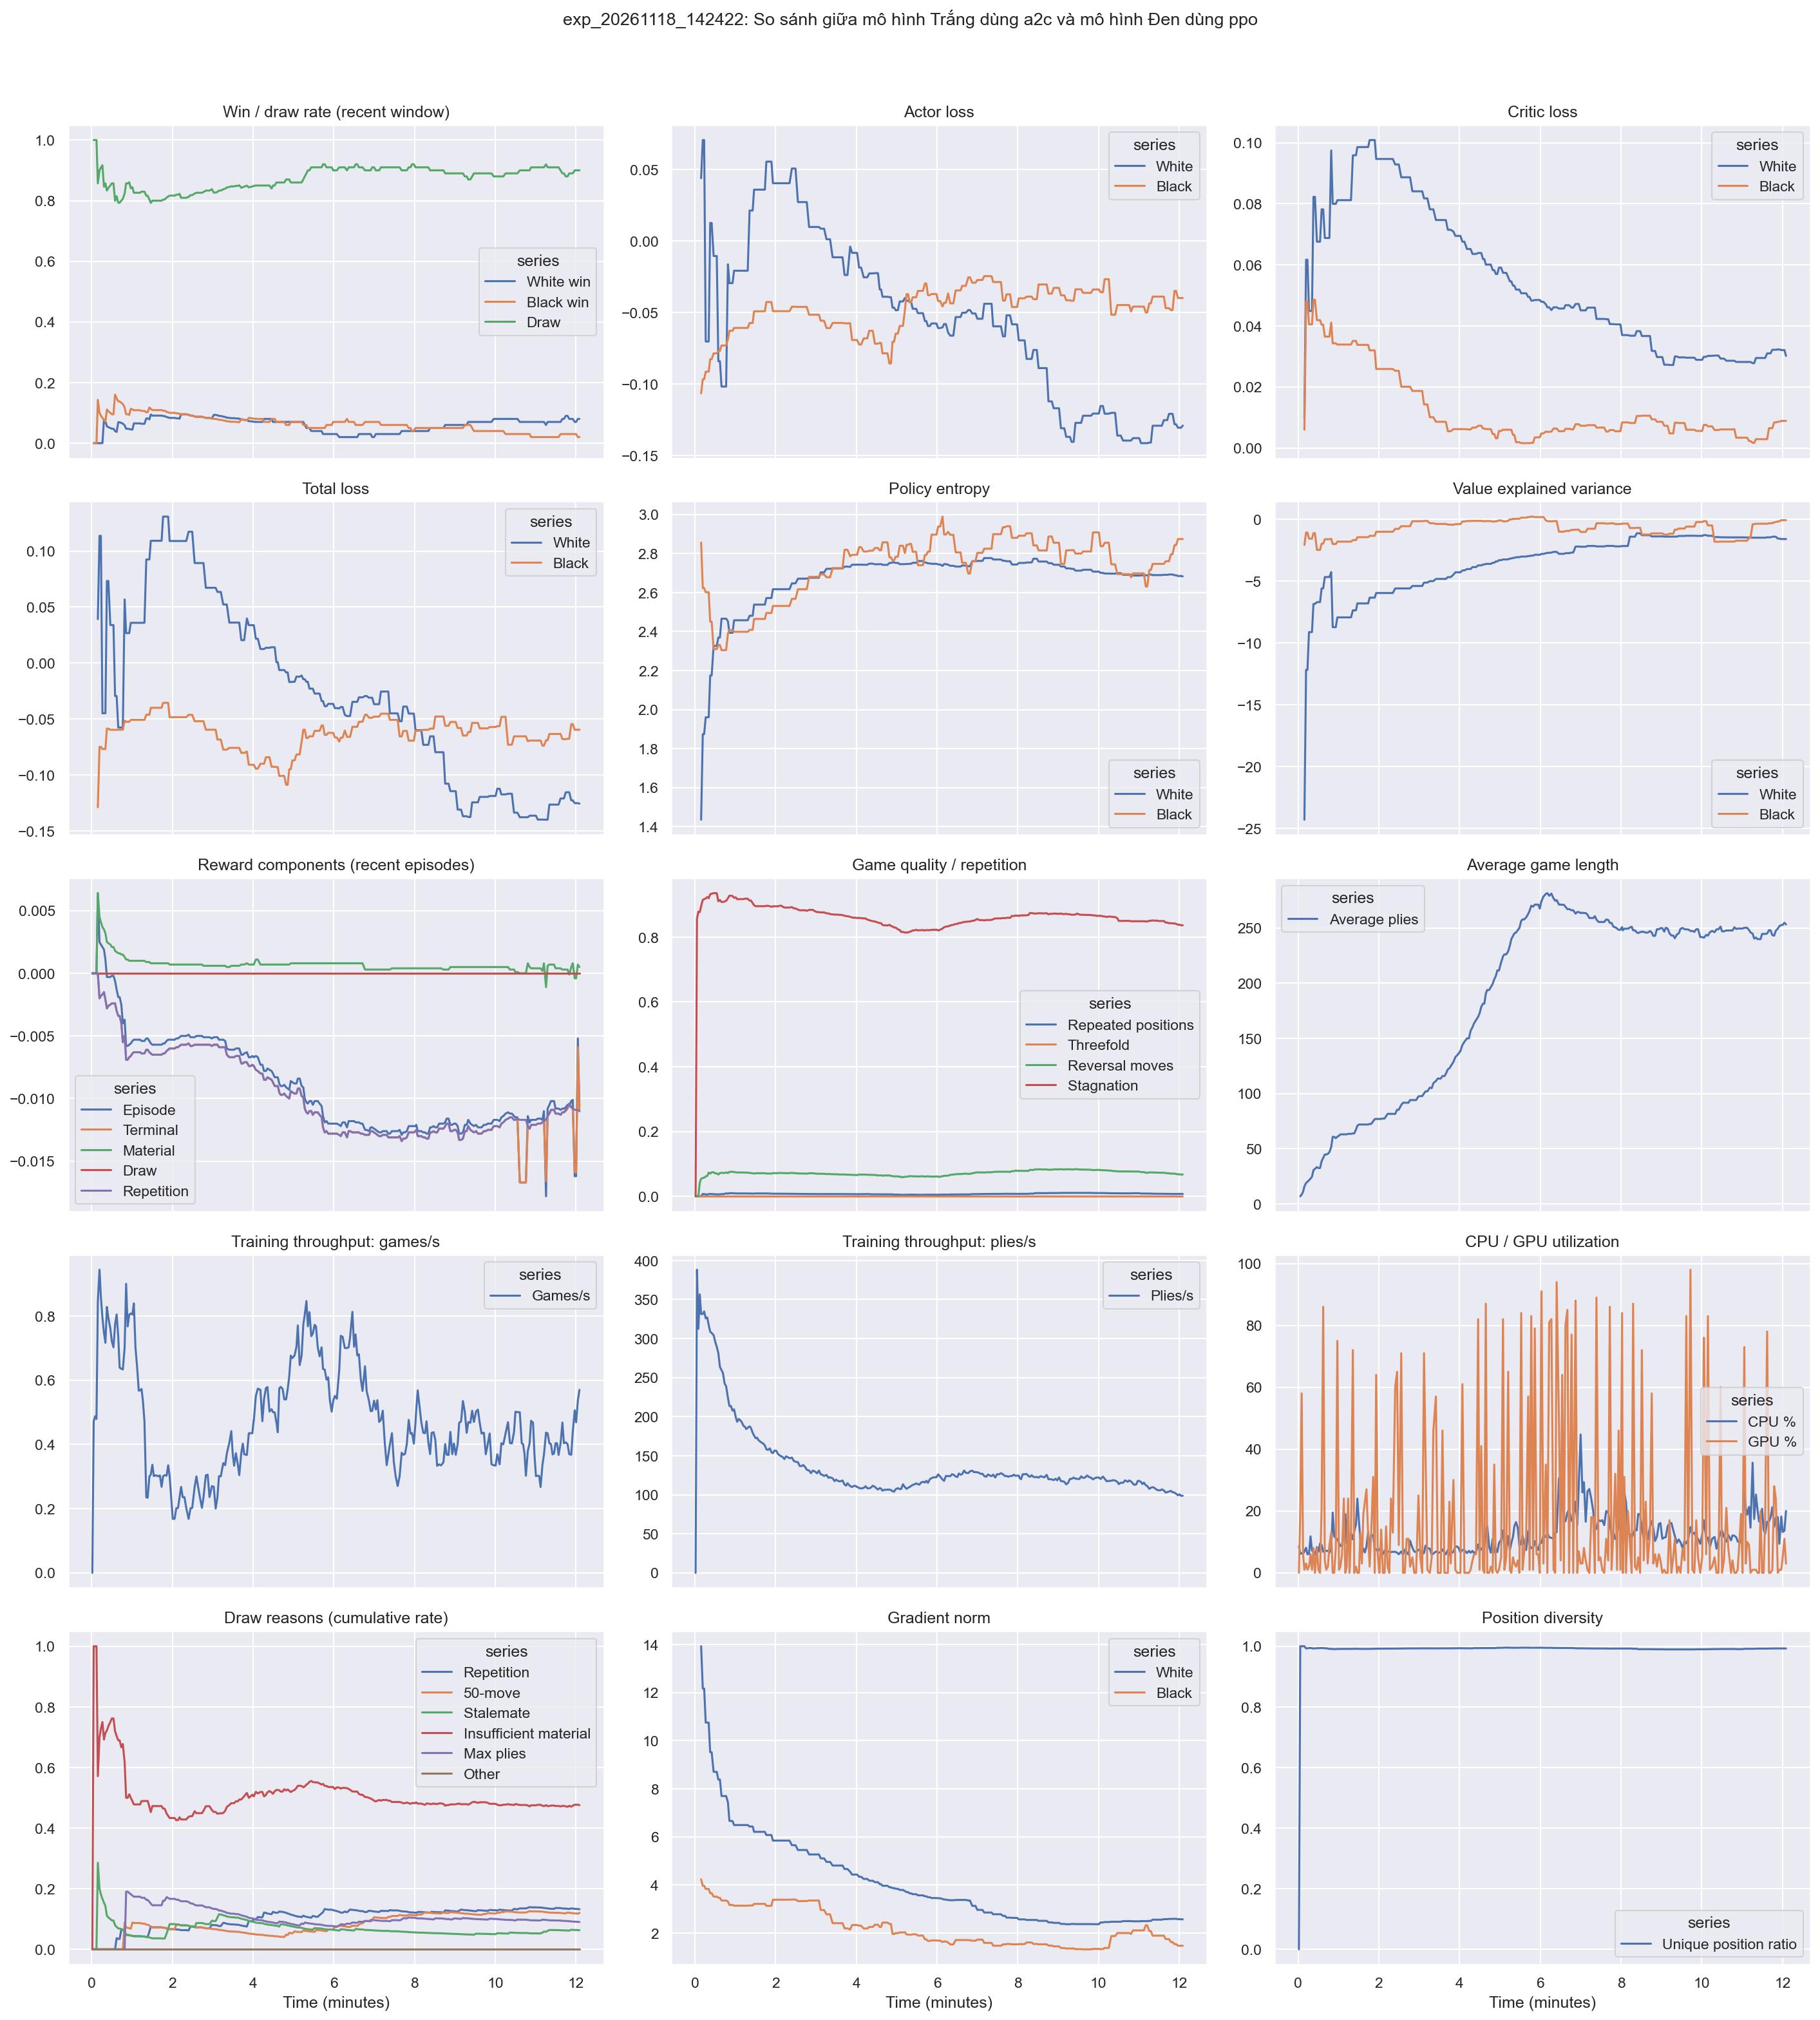 exp_20261118_142422: So sánh giữa mô hình Trắng dùng a2c và mô hình Đen dùng ppo
Win / draw rate (recent window)
1.0
0.8
0.6
0.4
0.2
0.0
series
White win
Black win
Draw
Actor loss
0.05
0.00
−0.05
−0.10
−0.15
series
White
Black
Critic loss
0.10
0.08
0.06
0.04
0.02
0.00
series
White
Black
Total loss
0.10
0.05
0.00
−0.05
−0.10
−0.15
series
White
Black
Policy entropy
3.0
2.8
2.6
2.4
2.2
2.0
1.8
1.6
1.4
series
White
Black
Value explained variance
0
−5
−10
−15
−20
−25
series
White
Black
Reward components (recent episodes)
0.005
0.000
−0.005
−0.010
−0.015
series
Episode
Terminal
Material
Draw
Repetition
Game quality / repetition
0.8
0.6
0.4
0.2
0.0
series
Repeated positions
Threefold
Reversal moves
Stagnation
Average game length
250
200
150
100
50
0
series
Average plies
Training throughput: games/s
0.8
0.6
0.4
0.2
0.0
series
Games/s
Training throughput: plies/s
400
350
300
250
200
150
100
50
0
series
Plies/s
CPU / GPU utilization
100
80
60
40
20
0
series
CPU %
GPU %
Draw reasons (cumulative rate)
1.0
0.8
0.6
0.4
0.2
0.0
series
Repetition
50-move
Stalemate
Insufficient material
Max plies
Other
0 2 4 6 8 10 12
Time (minutes)
Gradient norm
14
12
10
8
6
4
2
series
White
Black
0 2 4 6 8 10 12
Time (minutes)
Position diversity
1.0
0.8
0.6
0.4
0.2
0.0
series
Unique position ratio
0 2 4 6 8 10 12
Time (minutes)